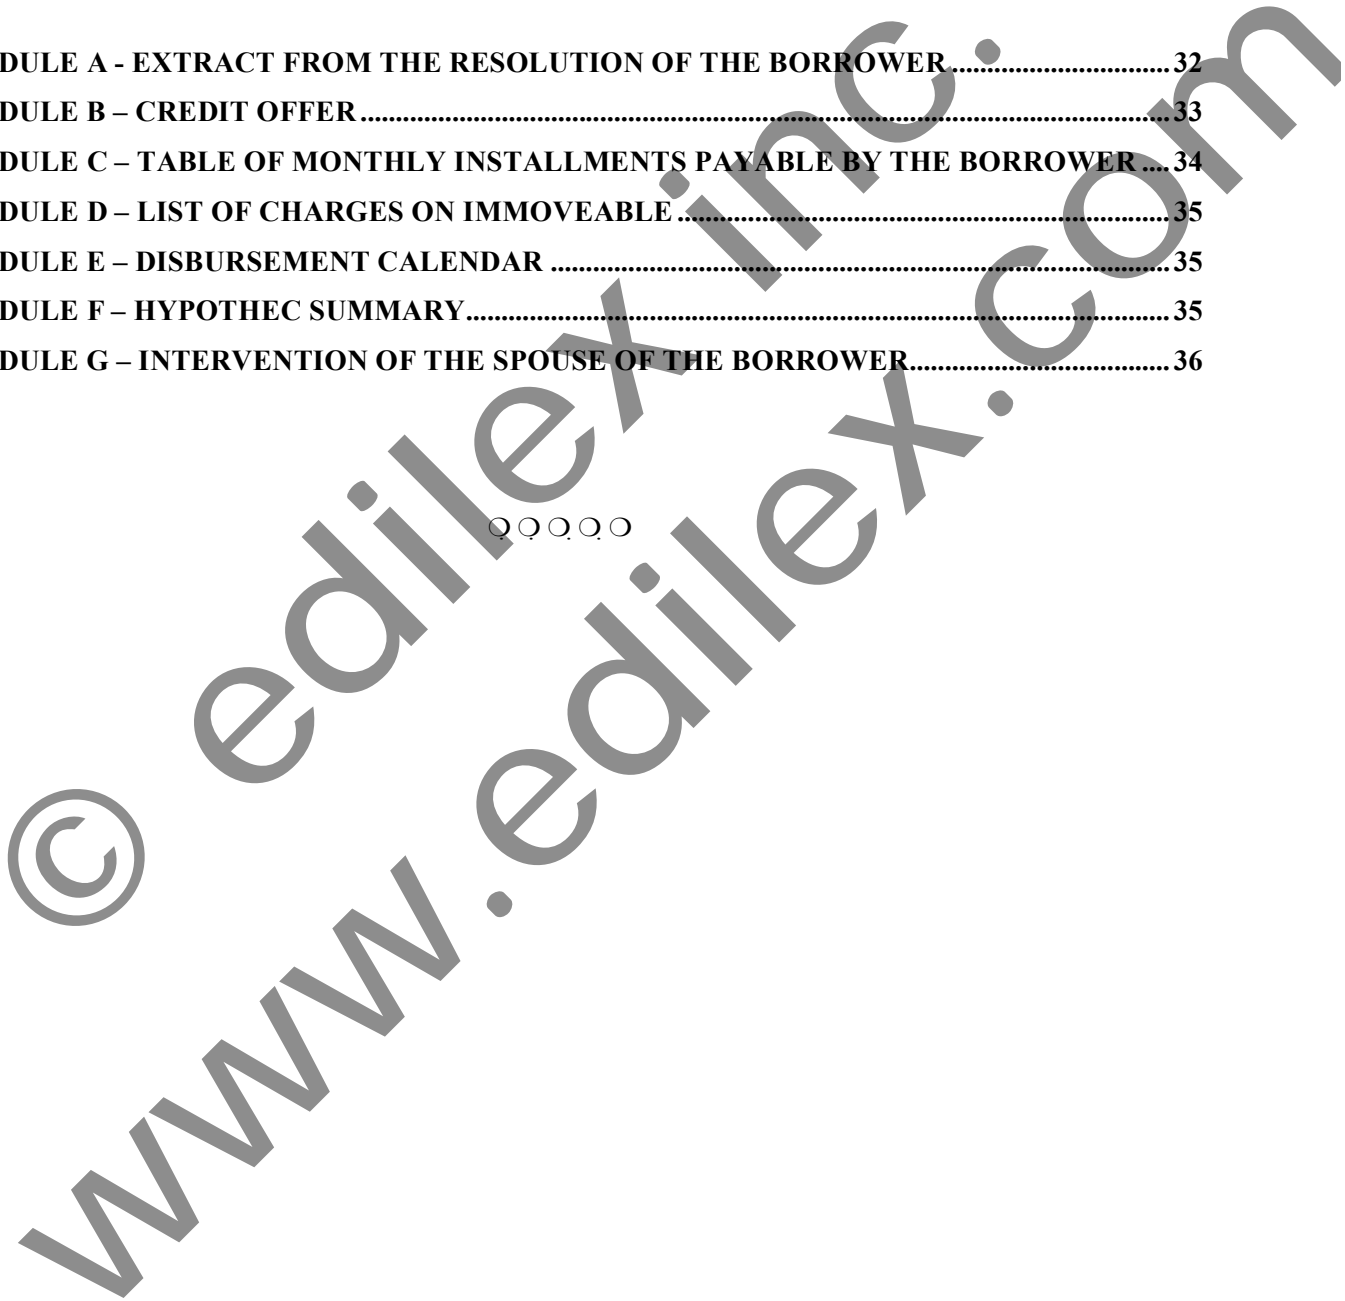 DULE A - EXTRACT FROM THE RESOLUTION OF THE BORROWER ............................... 32
DULE B – CREDIT OFFER ................................................................................................................... 33
DULE C – TABLE OF MONTHLY INSTALLMENTS PAYABLE BY THE BORROWER .... 34
DULE D – LIST OF CHARGES ON IMMOVEABLE ...................................................................... 35
DULE E – DISBURSEMENT CALENDAR ........................................................................................ 35
DULE F – HYPOTHEC SUMMARY.................................................................................................... 35
DULE G – INTERVENTION OF THE SPOUSE OF THE BORROWER..................................... 36
© edilex inc.
www.edilex.com